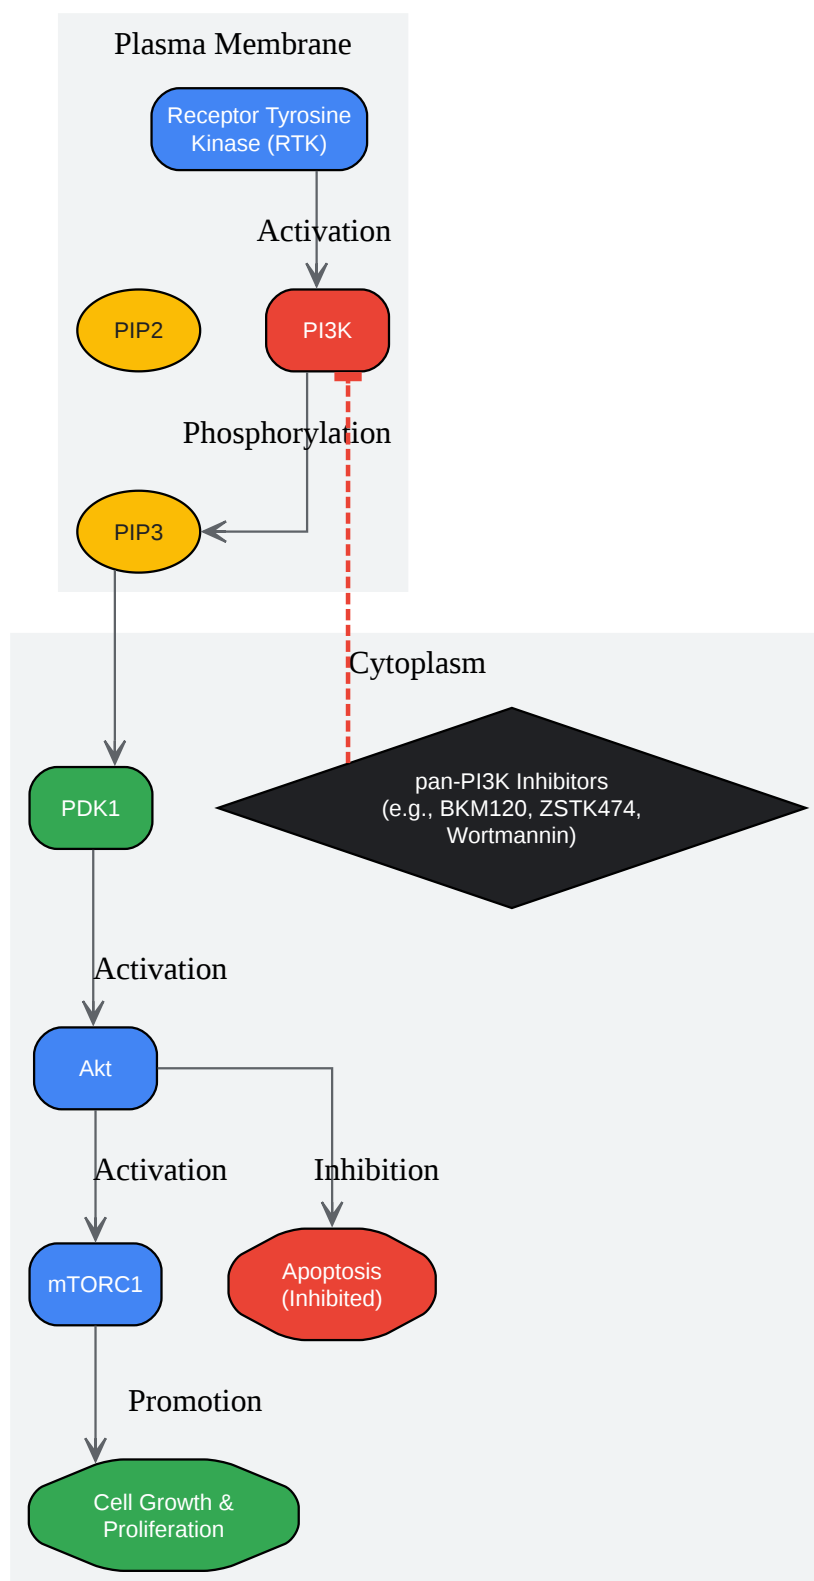 Plasma Membrane
Receptor Tyrosine
Kinase (RTK)
Activation
PIP2
PI3K
Phosphorylation
PIP3
Cytoplasm
pan-PI3K Inhibitors
(e.g., BKM120, ZSTK474,
Wortmannin)
PDK1
Activation
Akt
Activation
Inhibition
mTORC1
Apoptosis
(Inhibited)
Promotion
Cell Growth &
Proliferation